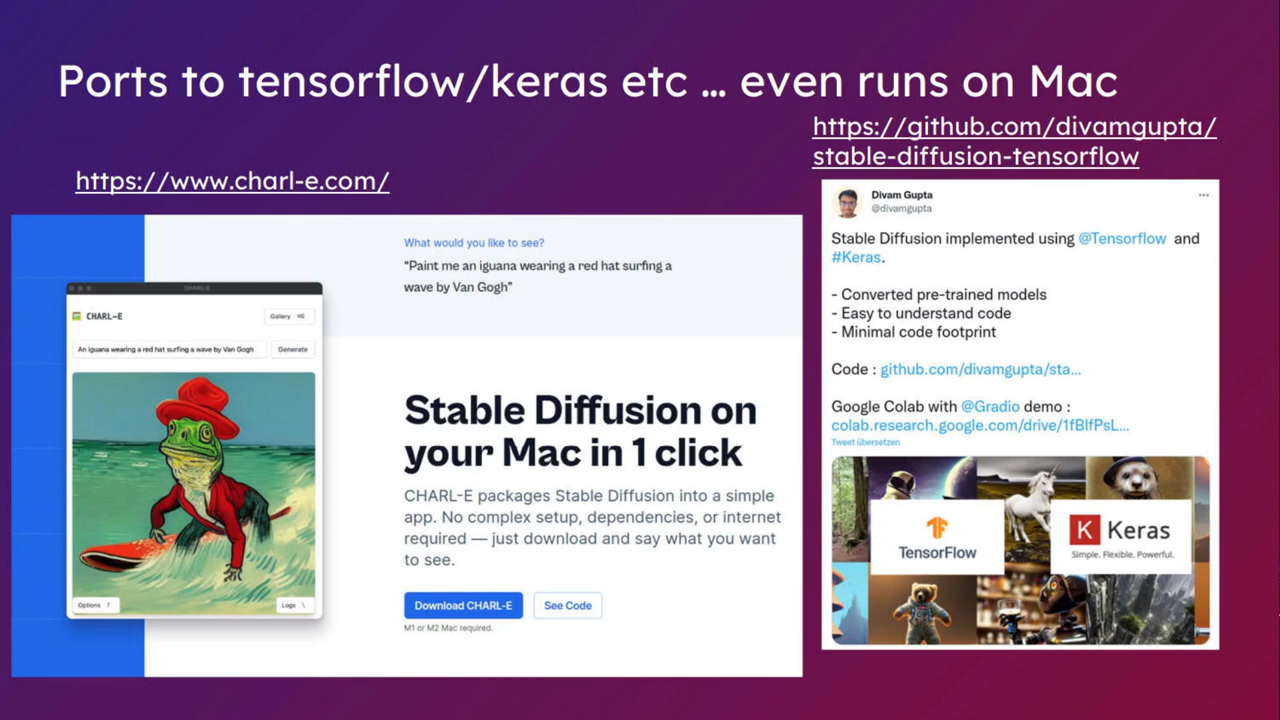 Ports to tensorflow/keras etc ... even runs on Mac
https://www.charl-e.com/
https://github.com/divamgupta/
stable-diffusion-tensorflow
What would you like to see?
“Paint me an iguana wearing a red hat surfing a
wave by Van Gogh”
CHARL-E
CHARL-E
Gallery
An iguana wearing a red hat surfing a wave by Van Gogh
Generate
Options ?
Logs \
Stable Diffusion on
your Mac in 1 click
CHARL-E packages Stable Diffusion into a simple
app. No complex setup, dependencies, or internet
required — just download and say what you want
to see.
Download CHARL-E
See Code
M1 or M2 Mac required.
Divam Gupta
@divamgupta
Stable Diffusion implemented using @Tensorflow and
#Keras.
- Converted pre-trained models
- Easy to understand code
- Minimal code footprint
Code : github.com/divamgupta/sta...
Google Colab with @Gradio demo :
colab.research.google.com/drive/1fBlfPsL...
Tweet übersetzen
TensorFlow
K Keras
Simple. Flexible. Powerful.